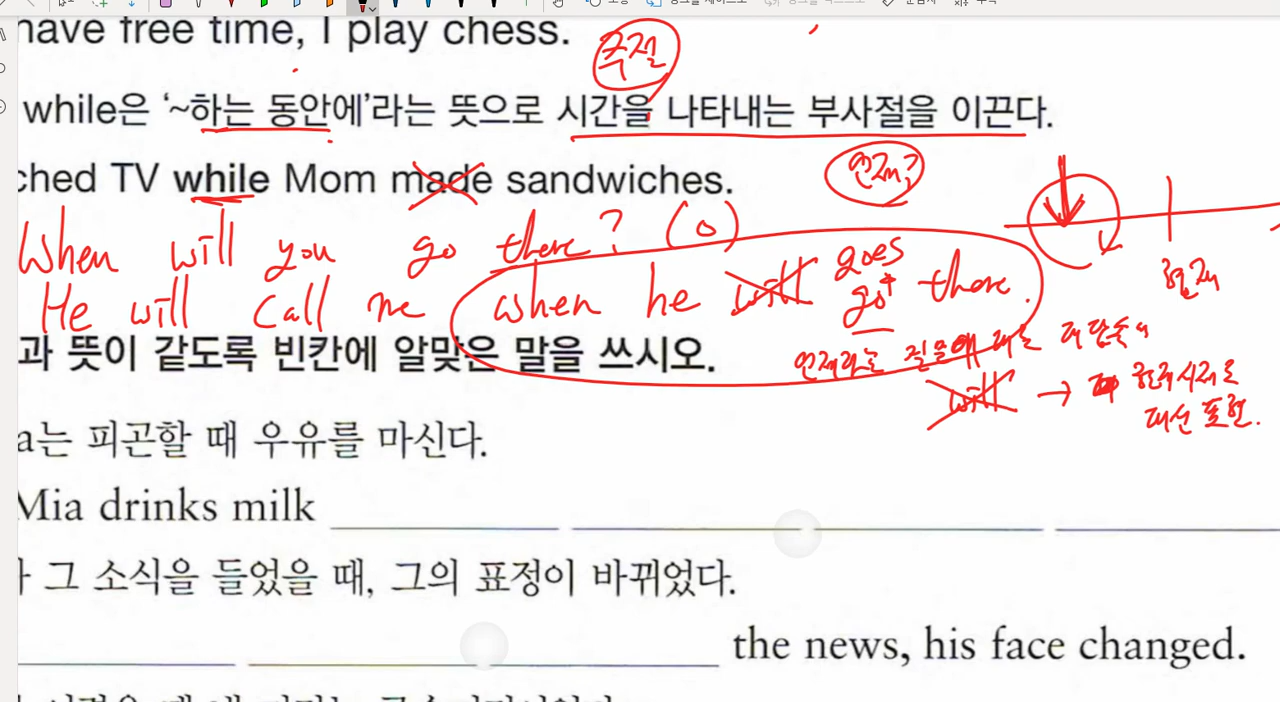 have free time, I play chess.
주절
while은 ‘~하는 동안에’라는 뜻으로 시간을 나타내는 부사절을 이끈다.
ched TV while Mom made sandwiches.
언제?
When will you go there? (o)
현재
He will call me when he will goes go there.
과 뜻이 같도록 빈칸에 알맞은 말을 쓰시오.
언제라는 질문에 대한
will → 현재시제로
대신 표현.
a는 피곤할 때 우유를 마신다.
Mia drinks milk
그 소식을 들었을 때, 그의 표정이 바뀌었다.
the news, his face changed.